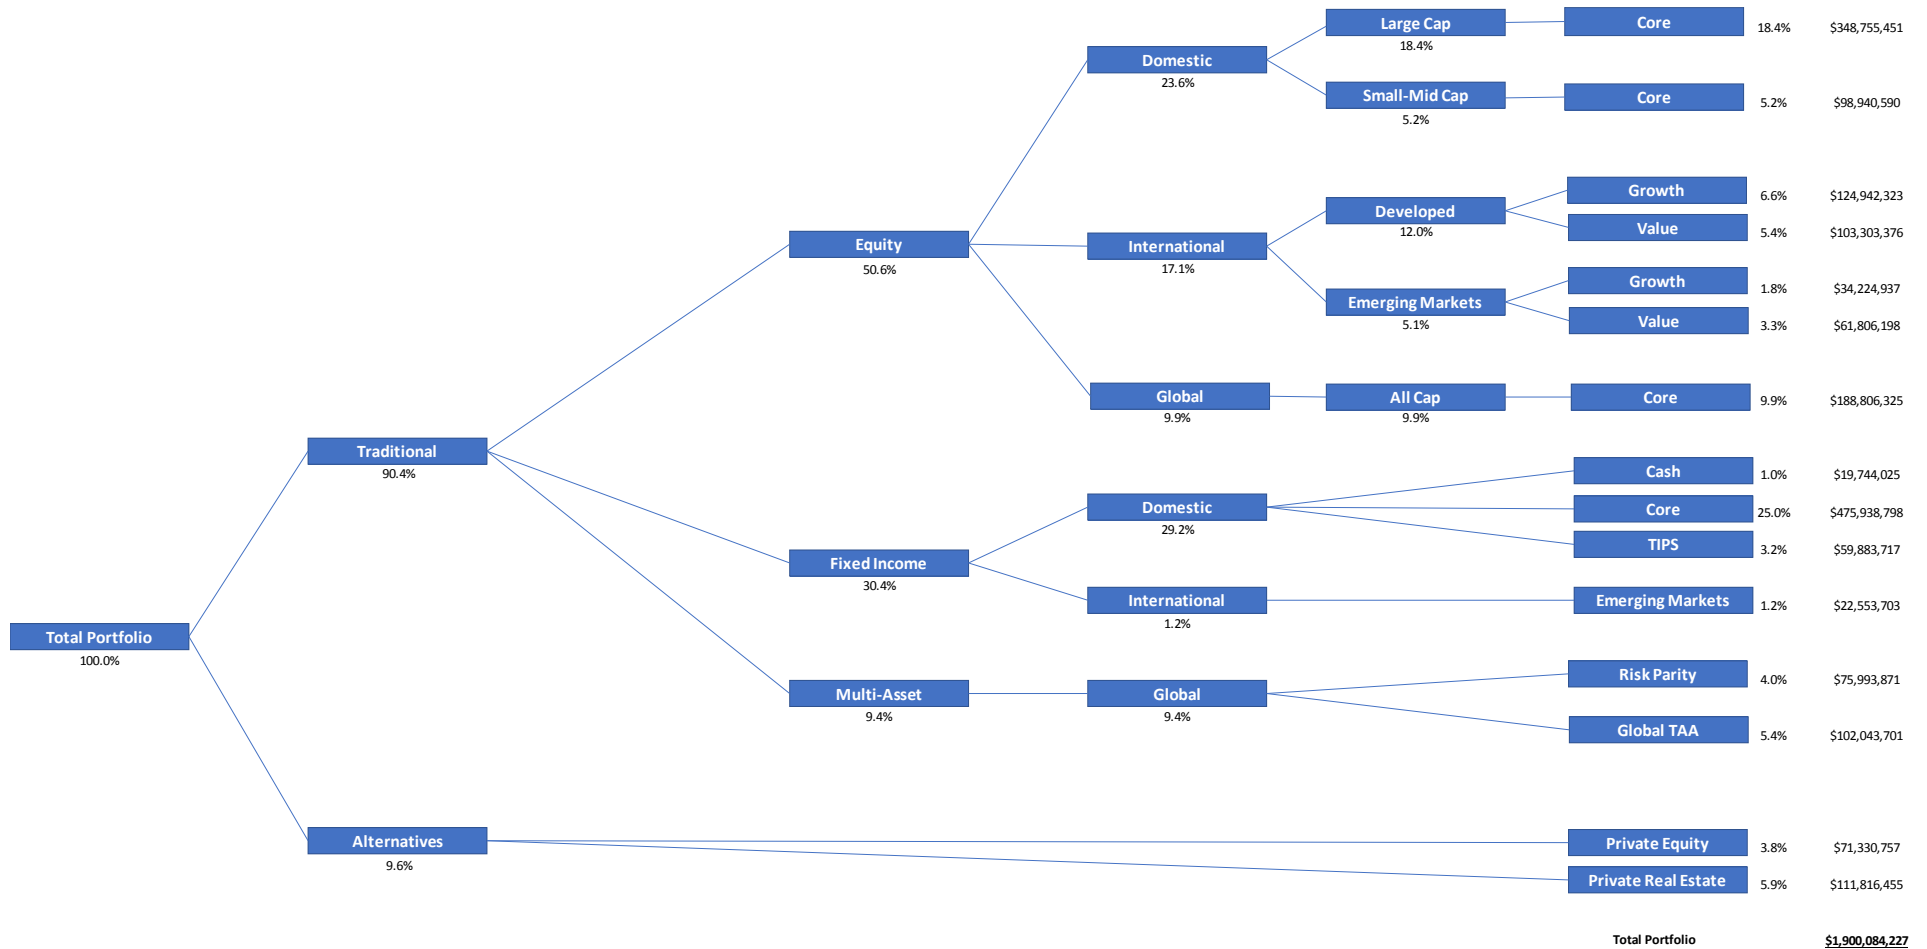 Large Cap
18.4%
Core
18.4%
$348,755,451
Domestic
23.6%
Small-Mid Cap
5.2%
Core
5.2%
$98,940,590
Growth
6.6%
$124,942,323
Developed
12.0%
Value
5.4%
$103,303,376
Equity
50.6%
International
17.1%
Growth
1.8%
$34,224,937
Emerging Markets
5.1%
Value
3.3%
$61,806,198
Global
9.9%
All Cap
9.9%
Core
9.9%
$188,806,325
Traditional
90.4%
Cash
1.0%
$19,744,025
Domestic
29.2%
Core
25.0%
$475,938,798
TIPS
3.2%
$59,883,717
Fixed Income
30.4%
International
1.2%
Emerging Markets
1.2%
$22,553,703
Total Portfolio
100.0%
Risk Parity
4.0%
$75,993,871
Multi-Asset
9.4%
Global
9.4%
Global TAA
5.4%
$102,043,701
Alternatives
9.6%
Private Equity
3.8%
$71,330,757
Private Real Estate
5.9%
$111,816,455
Total Portfolio
$1,900,084,227